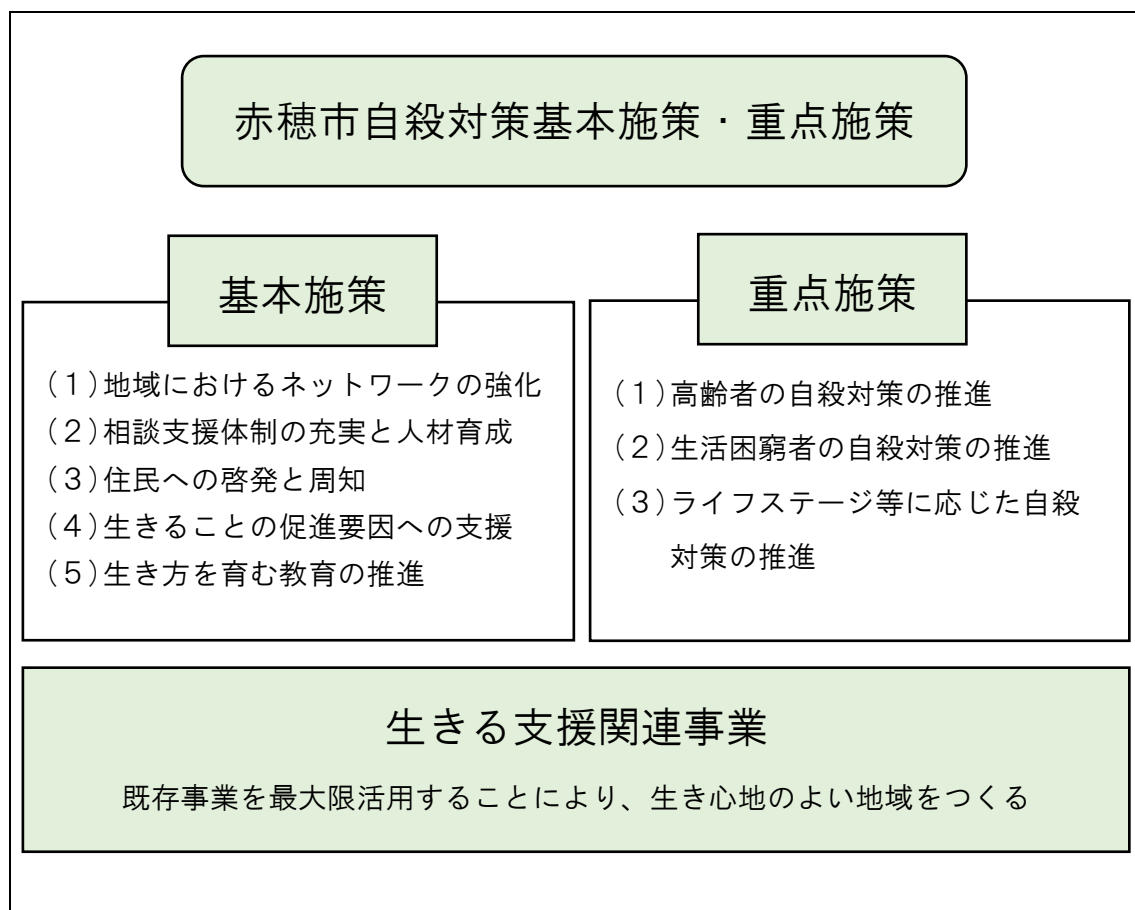 赤穂市自殺対策基本施策・重点施策
基本施策
（１）地域におけるネットワークの強化
（２）相談支援体制の充実と人材育成
（３）住民への啓発と周知
（４）生きることの促進要因への支援
（５）生き方を育む教育の推進
重点施策
（１）高齢者の自殺対策の推進
（２）生活困窮者の自殺対策の推進
（３）ライフステージ等に応じた自殺
対策の推進
生きる支援関連事業
既存事業を最大限活用することにより、生き心地のよい地域をつくる